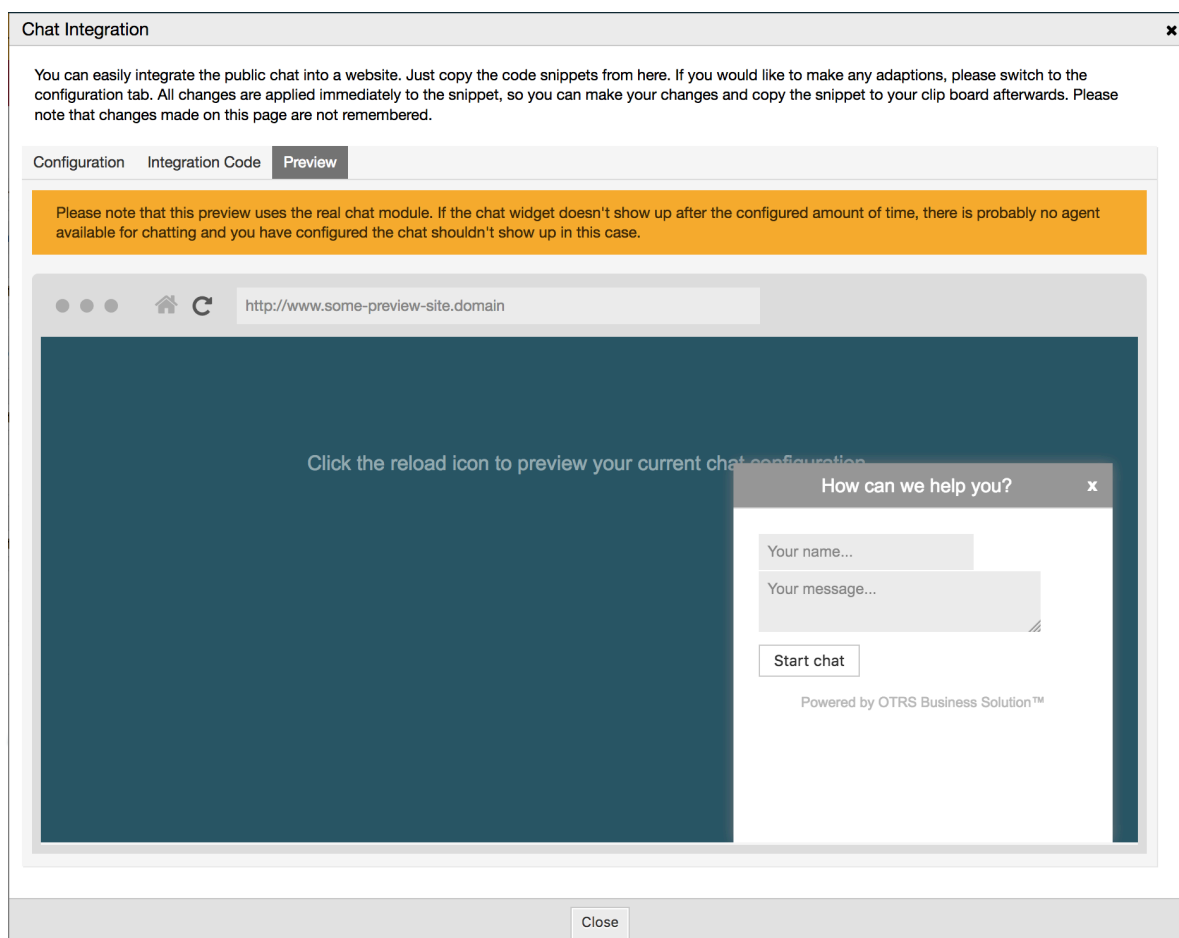 Chat Integration
You can easily integrate the public chat into a website. Just copy the code snippets from here. If you would like to make any adaptions, please switch to the
configuration tab. All changes are applied immediately to the snippet, so you can make your changes and copy the snippet to your clip board afterwards. Please
note that changes made on this page are not remembered.
Configuration Integration Code Preview
Please note that this preview uses the real chat module. If the chat widget doesn't show up after the configured amount of time, there is probably no agent
available for chatting and you have configured the chat shouldn't show up in this case.
http://www.some-preview-site.domain
Click the reload icon to preview your current chat configuration
How can we help you? x
Your name...
Your message...
Start chat
Powered by OTRS Business Solution™
Close